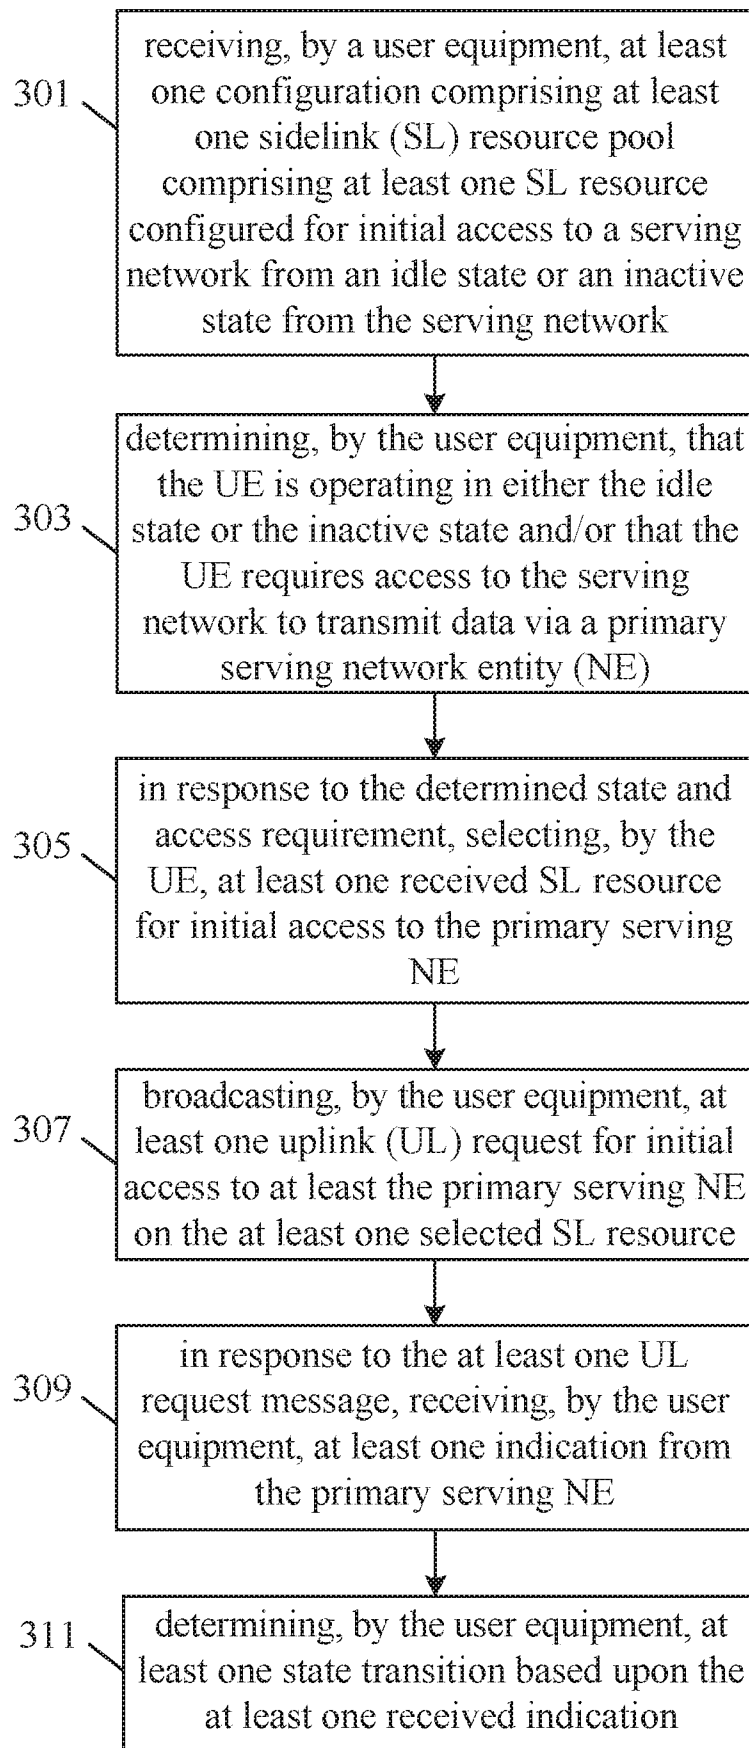 301
receiving, by a user equipment, at least
one configuration comprising at least
one sidelink (SL) resource pool
comprising at least one SL resource
configured for initial access to a serving
network from an idle state or an inactive
state from the serving network
303
determining, by the user equipment, that
the UE is operating in either the idle
state or the inactive state and/or that the
UE requires access to the serving
network to transmit data via a primary
serving network entity (NE)
305
in response to the determined state and
access requirement, selecting, by the
UE, at least one received SL resource
for initial access to the primary serving
NE
307
broadcasting, by the user equipment, at
least one uplink (UL) request for initial
access to at least the primary serving NE
on the at least one selected SL resource
309
in response to the at least one UL
request message, receiving, by the user
equipment, at least one indication from
the primary serving NE
311
determining, by the user equipment, at
least one state transition based upon the
at least one received indication